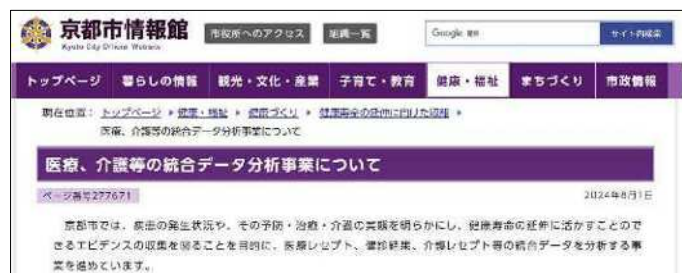 京都市情報館
Kyoto City Official Website
市役所へのアクセス
組織一覧
Google 提供
サイト内検索
トップページ 暮らしの情報 観光・文化・産業 子育て・教育 健康・福祉 まちづくり 市政情報
現在位置： トップページ 健康・福祉 健康づくり 健康寿命の延伸に向けた取組
医療、介護等の統合データ分析事業について
医療、介護等の統合データ分析事業について
ページ番号277671
2024年8月1日
京都市では、疾患の発生状況や、その予防・治療・介護の実態を明らかにし、健康寿命の延伸に活かすことので
きるエビデンスの収集を図ることを目的に、医療レセプト、健診結果、介護レセプト等の統合データを分析する事
業を進めています。